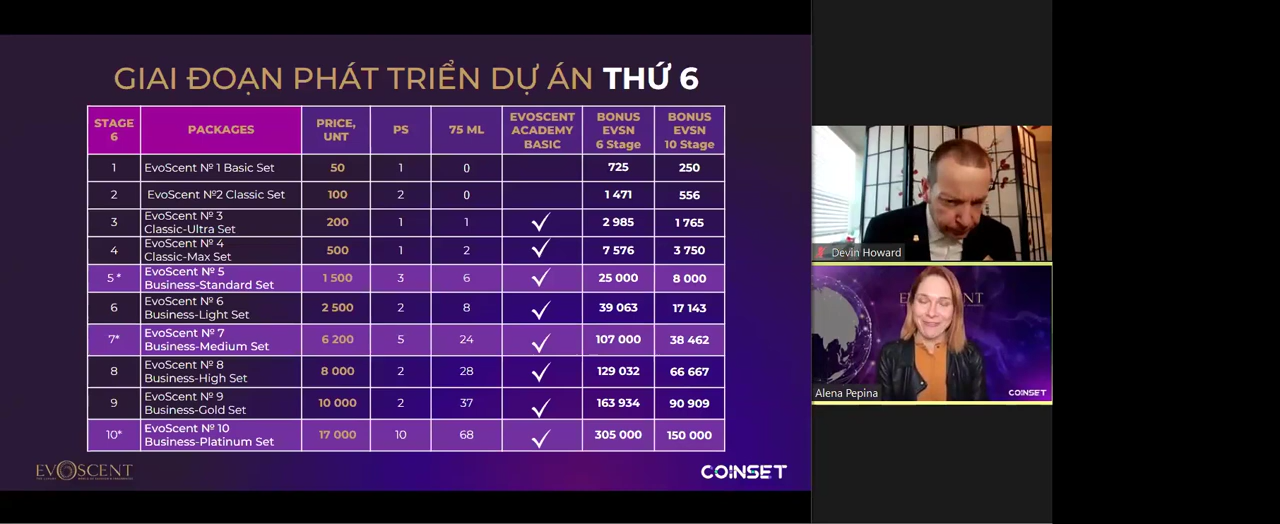 GIAI ĐOẠN PHÁT TRIỂN DỰ ÁN THỨ 6
STAGE 6 PACKAGES PRICE, UNT PS 75 ML EVOSCENT ACADEMY BASIC BONUS EVSN 6 Stage BONUS EVSN 10 Stage
1 EvoScent № 1 Basic Set 50 1 0 725 250
2 EvoScent №2 Classic Set 100 2 0 1 471 556
3 EvoScent № 3 Classic-Ultra Set 200 1 1 ✓ 2 985 1 765
4 EvoScent № 4 Classic-Max Set 500 1 2 ✓ 7 576 3 750
5 * EvoScent № 5 Business-Standard Set 1 500 3 6 ✓ 25 000 8 000
6 EvoScent № 6 Business-Light Set 2 500 2 8 ✓ 39 063 17 143
7* EvoScent № 7 Business-Medium Set 6 200 5 24 ✓ 107 000 38 462
8 EvoScent № 8 Business-High Set 8 000 2 28 ✓ 129 032 66 667
9 EvoScent № 9 Business-Gold Set 10 000 2 37 ✓ 163 934 90 909
10* EvoScent № 10 Business-Platinum Set 17 000 10 68 ✓ 305 000 150 000
EVOSCENT
COINSET
Devin Howard
Alena Pepina
COINSET